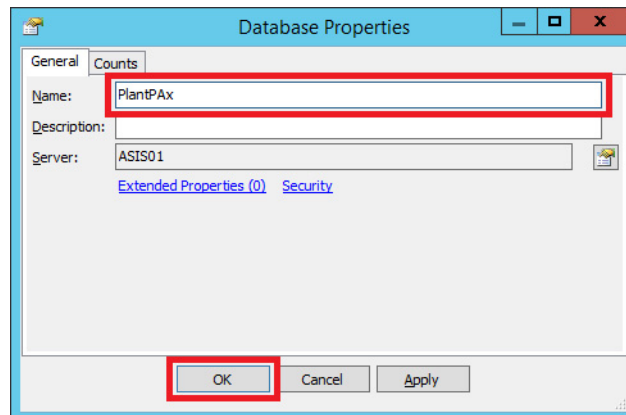 Database Properties
General Counts
Name: PlantPAx
Description:
Server: ASIS01
Extended Properties (0) Security
OK Cancel Apply